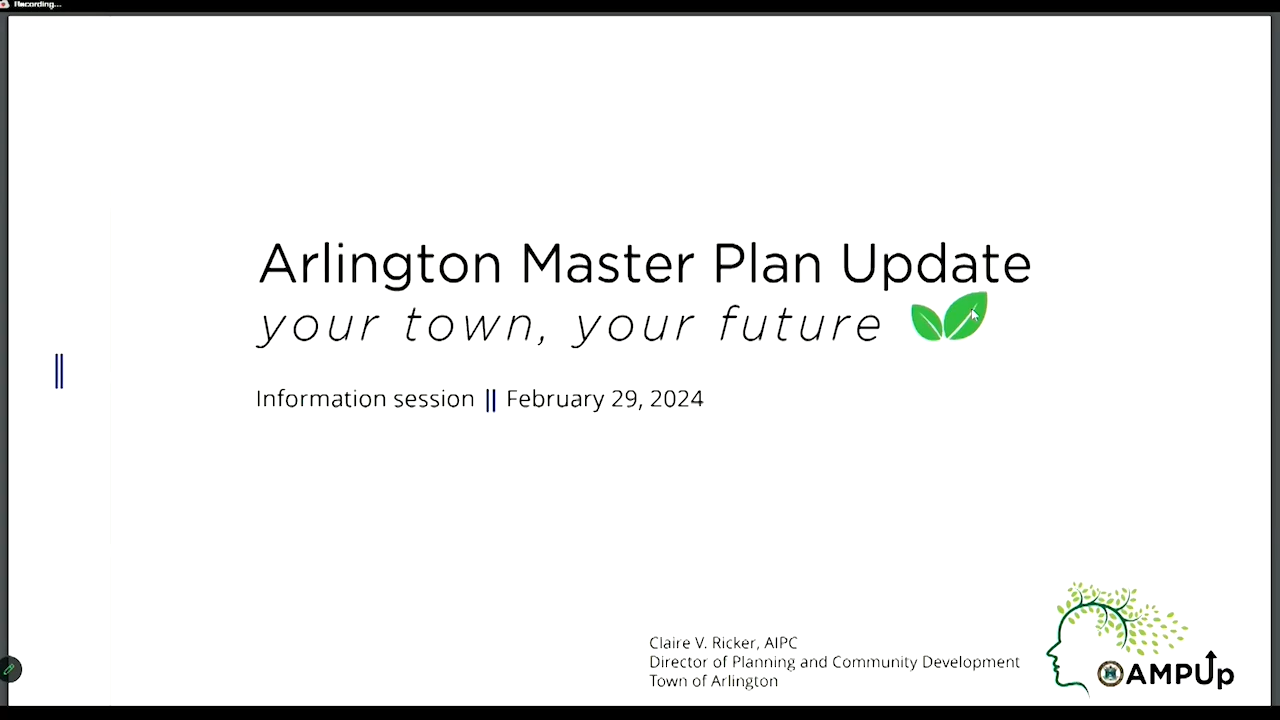 Recording...
Arlington Master Plan Update
your town, your future
Information session || February 29, 2024
Claire V. Ricker, AIPC
Director of Planning and Community Development
Town of Arlington
AMPUp